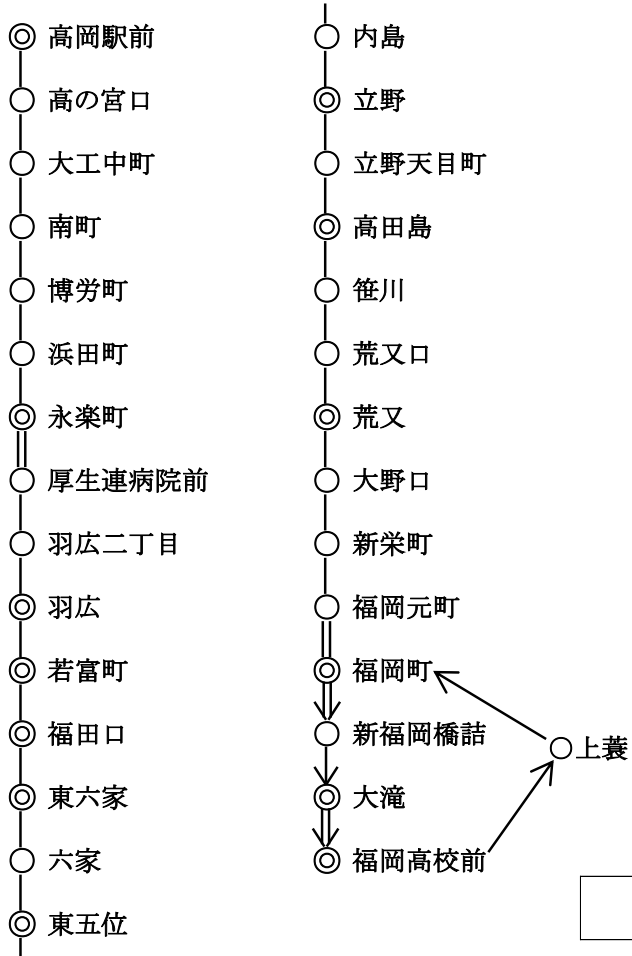 高岡駅前
高の宮口
大工中町
南町
博労町
浜田町
永楽町
厚生連病院前
羽広二丁目
羽広
若富町
福田口
東六家
六家
東五位
内島
立野
立野天目町
高田島
笹川
荒又口
荒又
大野口
新栄町
福岡元町
福岡町
新福岡橋詰
大滝
福岡高校前
上蓑